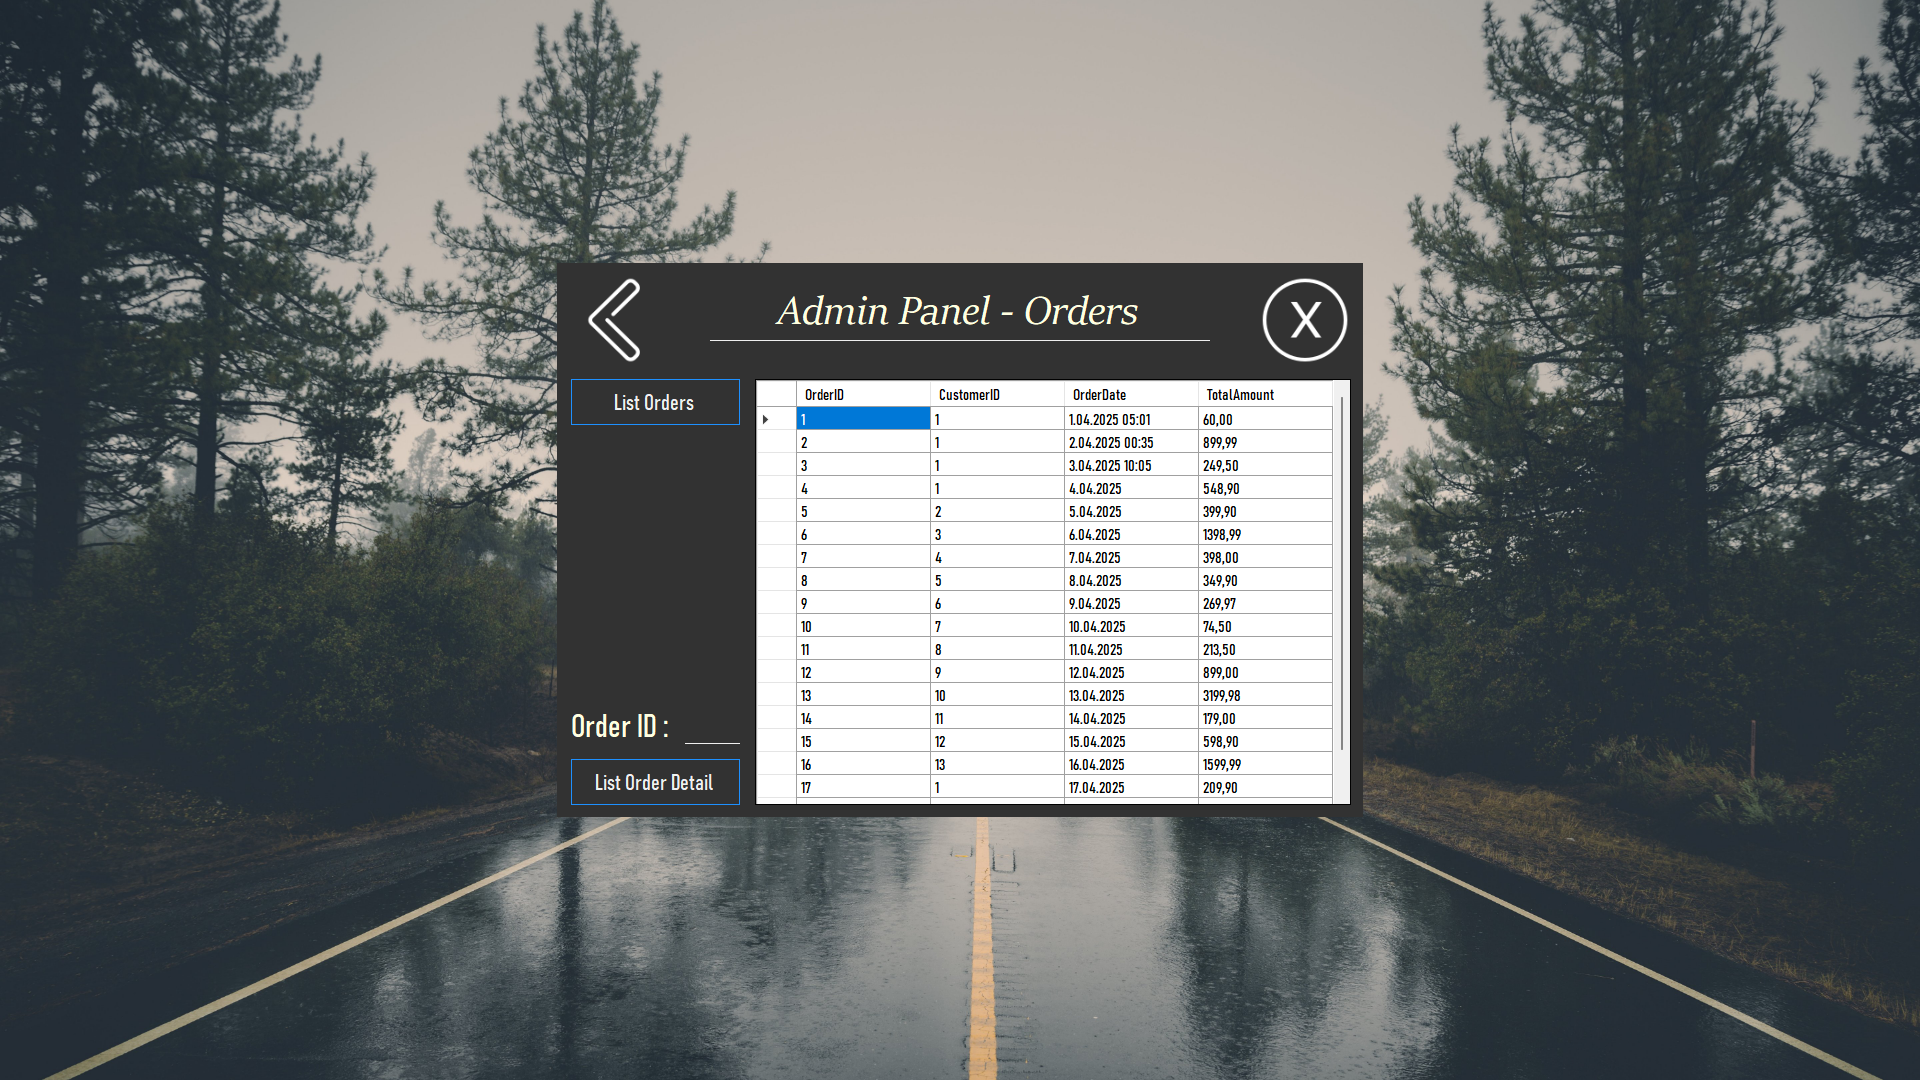 Admin Panel - Orders
X
List Orders
OrderID CustomerID OrderDate TotalAmount
1 1 1.04.2025 05:01 60,00
2 1 2.04.2025 00:35 899,99
3 1 3.04.2025 10:05 249,50
4 1 4.04.2025 548,90
5 2 5.04.2025 399,90
6 3 6.04.2025 1398,99
7 4 7.04.2025 398,00
8 5 8.04.2025 349,90
9 6 9.04.2025 269,97
10 7 10.04.2025 74,50
11 8 11.04.2025 213,50
12 9 12.04.2025 899,00
13 10 13.04.2025 3199,98
14 11 14.04.2025 179,00
15 12 15.04.2025 598,90
16 13 16.04.2025 1599,99
17 1 17.04.2025 209,90
Order ID :
List Order Detail